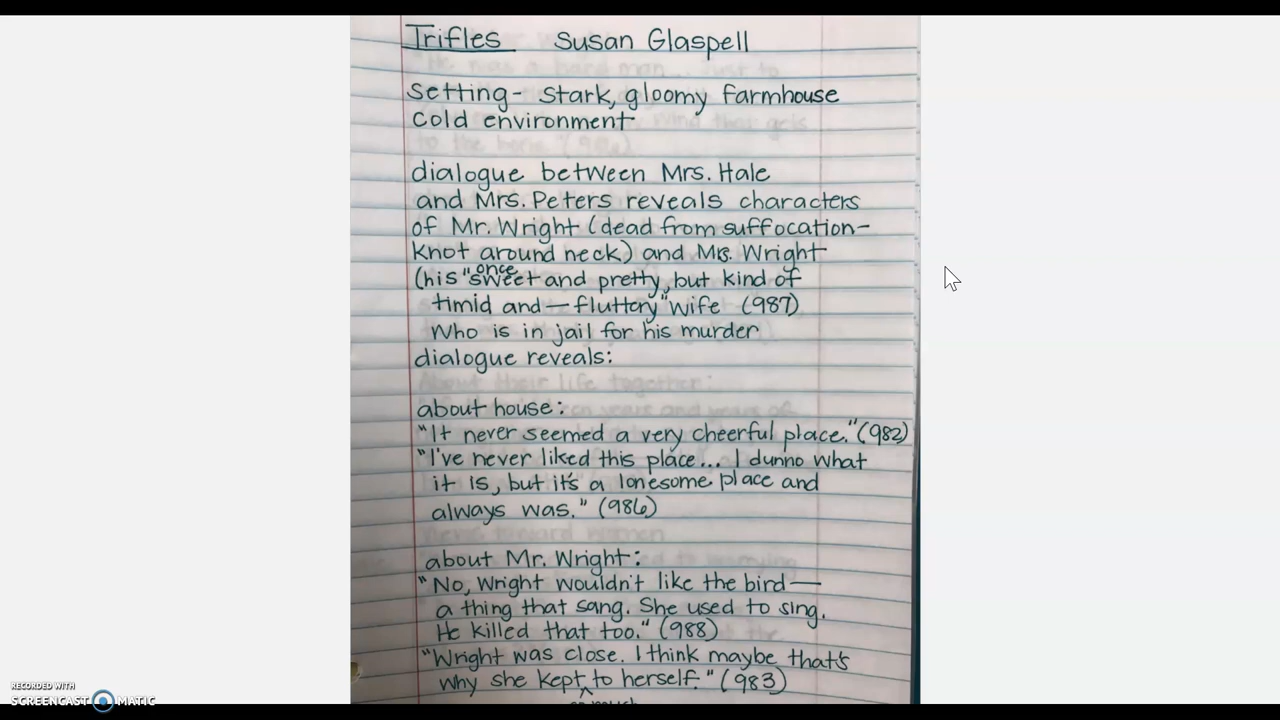 Trifles Susan Glaspell
setting- stark, gloomy farmhouse
cold environment
dialogue between Mrs. Hale
and Mrs. Peters reveals characters
of Mr. Wright (dead from suffocation-
knot around neck) and Mrs. Wright
(his "once sweet and pretty, but kind of
timid and — fluttery" wife (987)
who is in jail for his murder
dialogue reveals:
about house:
"It never seemed a very cheerful place." (982)
"I've never liked this place... I dunno what
it is, but it's a lonesome place and
always was." (986)
about Mr. Wright:
"No, Wright wouldn't like the bird—
a thing that sang. She used to sing.
He killed that too." (988)
"Wright was close. I think maybe that's
why she kept ^ to herself." (983)
so much
RECORDED WITH
SCREENCAST MATIC